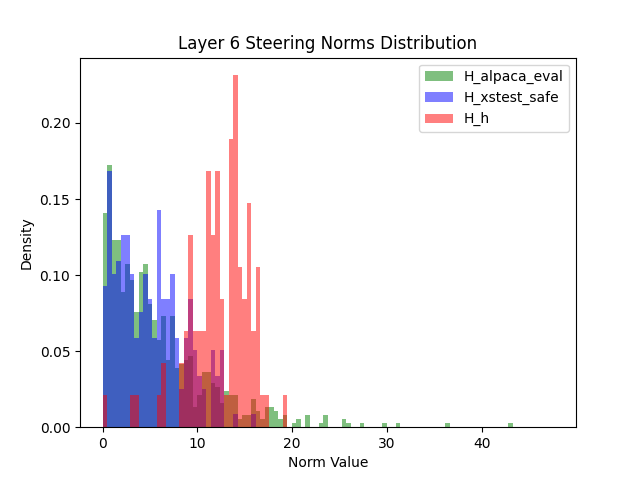 Layer 6 Steering Norms Distribution
H_alpaca_eval
H_xstest_safe
H_h
Density
0.20
0.15
0.10
0.05
0.00
0 10 20 30 40
Norm Value